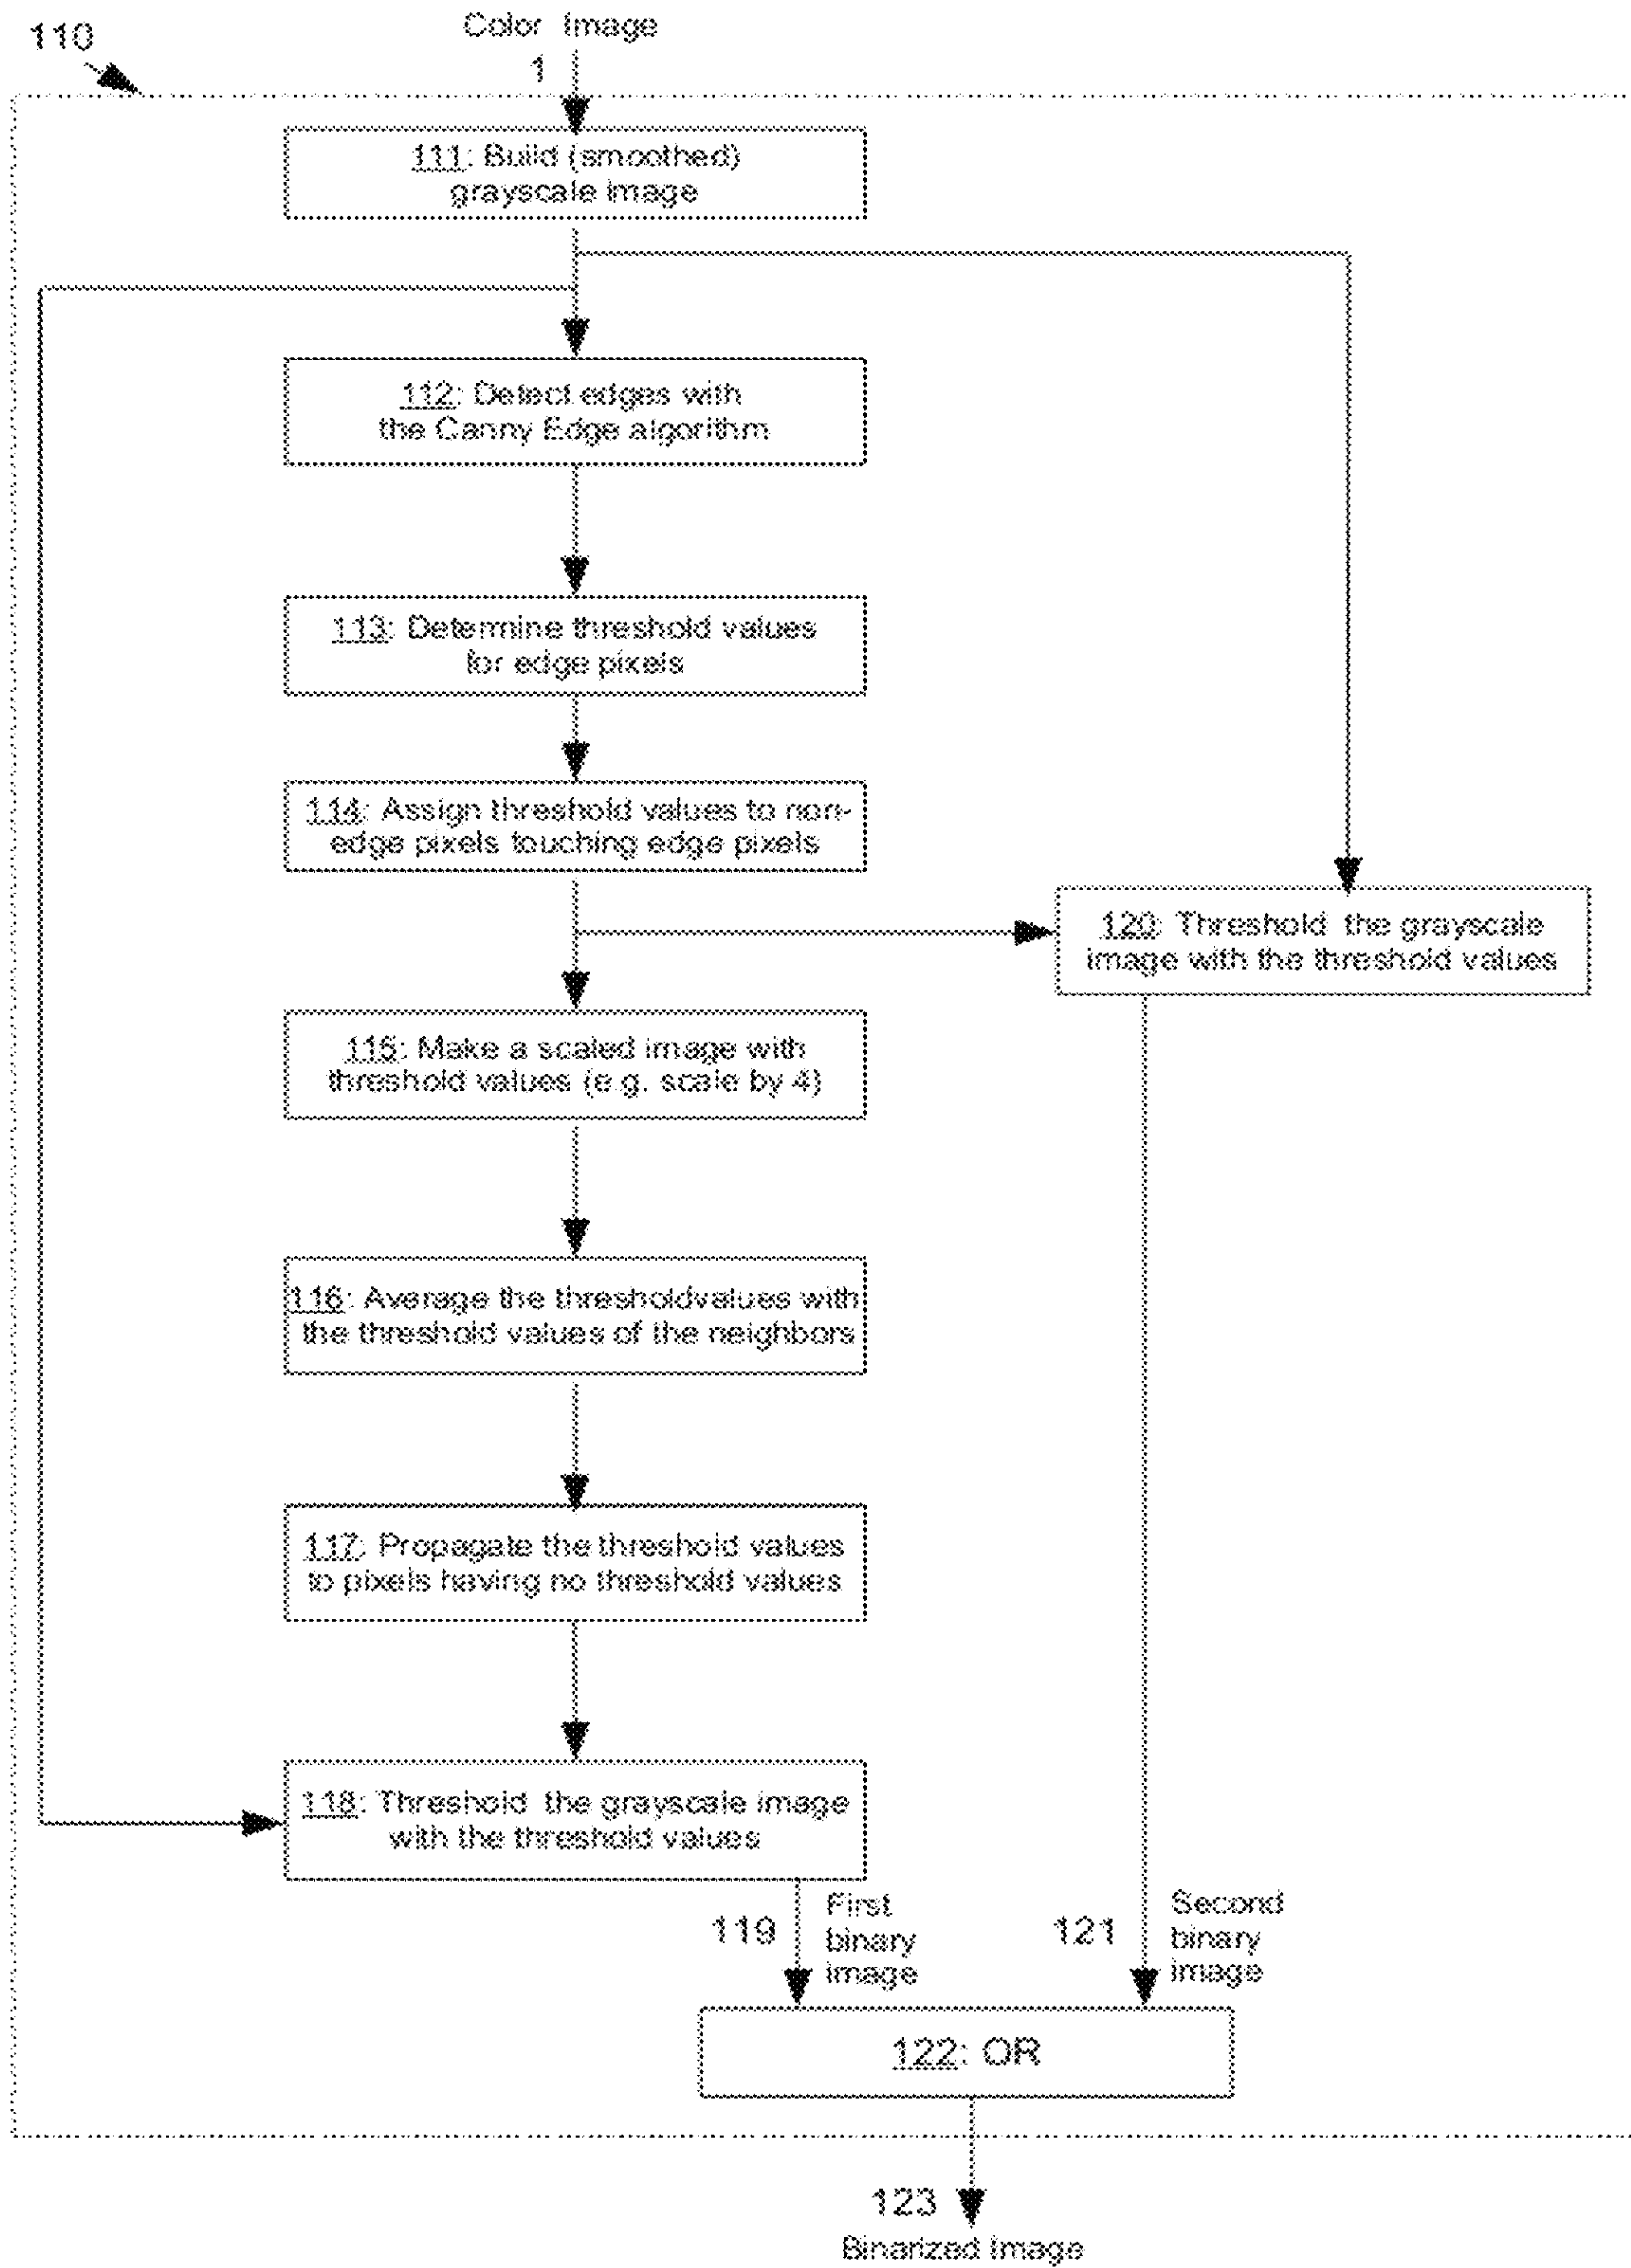 110
Color Image
1
111: Build (smoothed)
grayscale image
112: Detect edges with
the Canny Edge algorithm
113: Determine threshold values
for edge pixels
114: Assign threshold values to non-
edge pixels touching edge pixels
120: Threshold the grayscale
image with the threshold values
115: Make a scaled image with
threshold values (e.g. scale by 4)
116: Average the thresholdvalues with
the threshold values of the neighbors
117: Propagate the threshold values
to pixels having no threshold values
118: Threshold the grayscale image
with the threshold values
119
First
binary
image
121
Second
binary
image
122: OR
123
Binarized Image